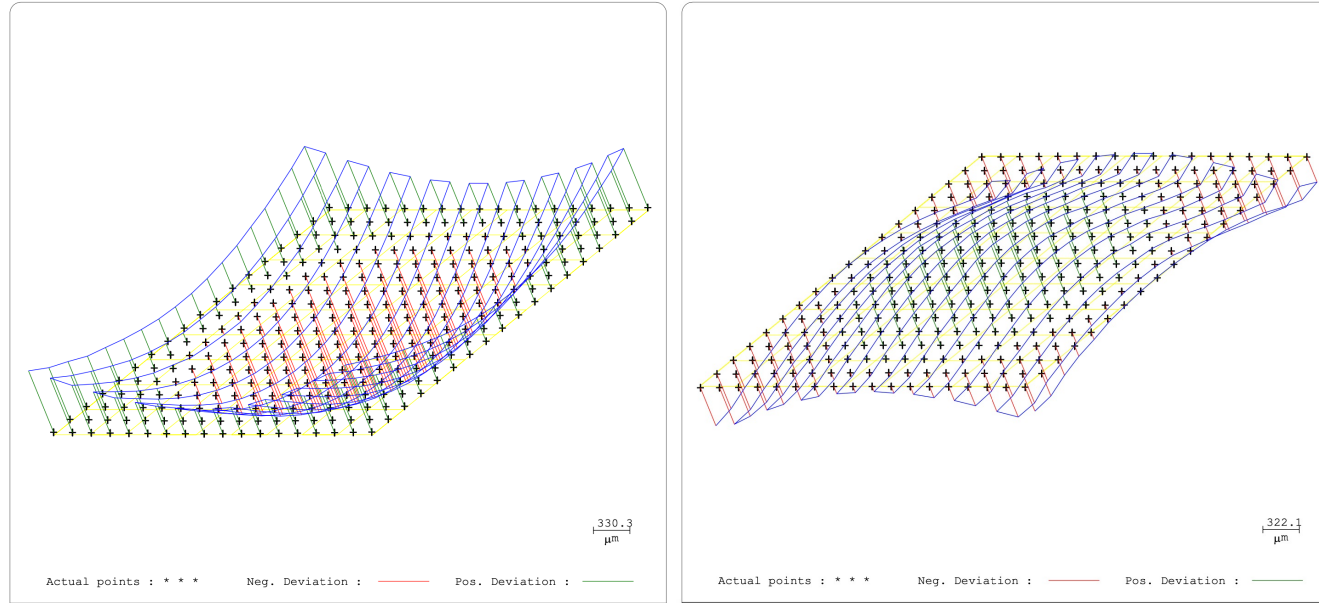 330.3
µm
Actual points : * * * Neg. Deviation : Pos. Deviation :
322.1
µm
Actual points : * * * Neg. Deviation : Pos. Deviation :